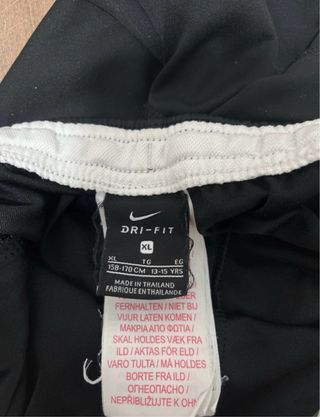 DRI-FIT
XL
XL TG EG
158-170 CM 13-15 YRS
MADE IN THAILAND
FABRIQUÉ EN THAÏLANDE
FERNHALTEN / NIET BIJ
VUUR LATEN KOMEN /
ΜΑΚΡΙΑ ΑΠΟ ΦΩΤΙΑ /
SKAL HOLDES VÆK FRA
ILD / AKTAS FÖR ELD /
VARO TULTA / MÅ HOLDES
BORTE FRA ILD /
ОГНЕОПАСНО /
NEPŘIBLIŽUJTE K OHNI